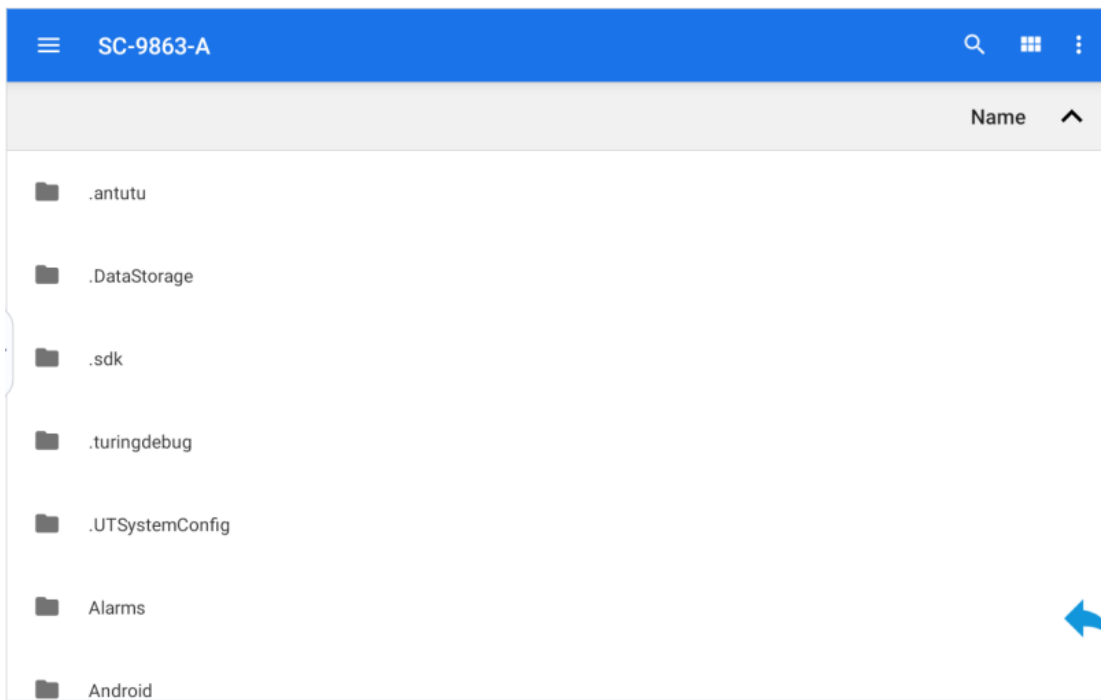 SC-9863-A
Name
.antutu
.DataStorage
.sdk
.turingdebug
.UTSystemConfig
Alarms
Android